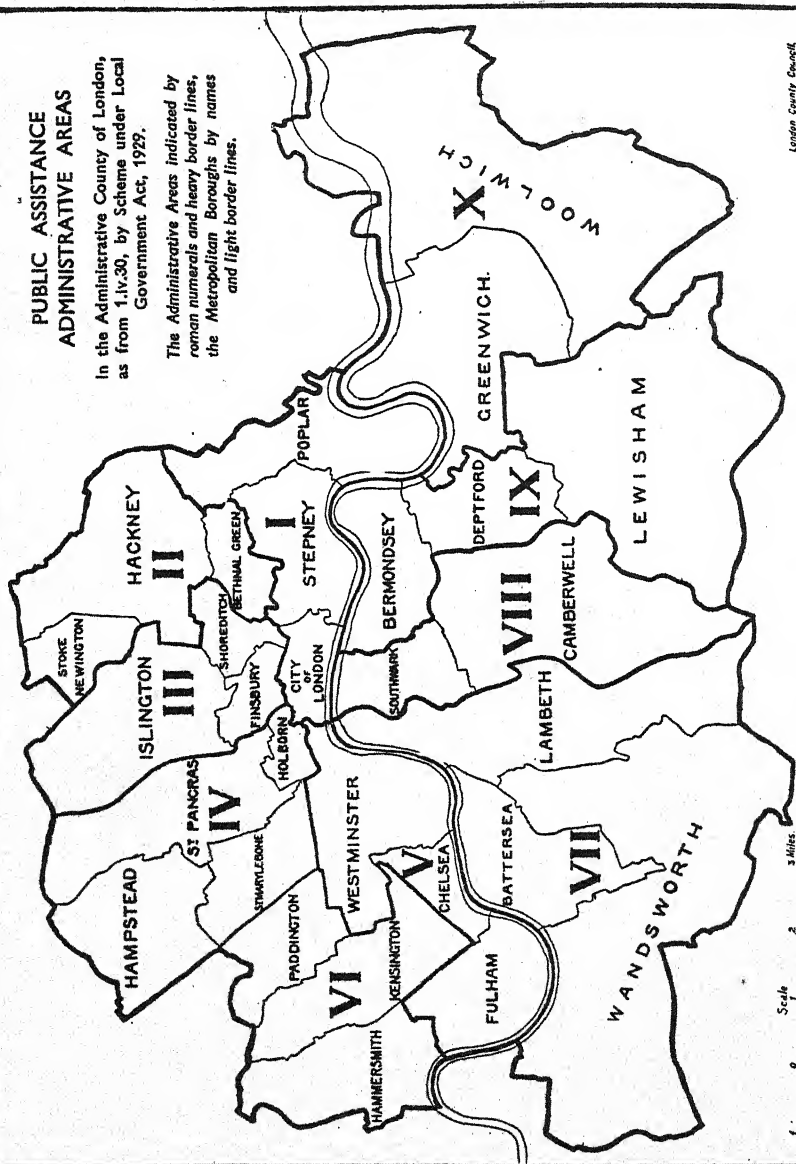 PUBLIC ASSISTANCE
ADMINISTRATIVE AREAS
In the Administrative County of London,
as from 1.iv.30, by Scheme under Local
Government Act, 1929.
The Administrative Areas indicated by
roman numerals and heavy border lines,
the Metropolitan Boroughs by names
and light border lines.
HAMPSTEAD
ST PANCRAS
IV
ISLINGTON
III
STOKE
NEWINGTON
HACKNEY
II
ST MARYLEBONE
HOLBORN
FINSBURY
SHOREDITCH
BETHNAL GREEN
PADDINGTON
VI
KENSINGTON
HAMMERSMITH
WESTMINSTER
V
CHELSEA
CITY
OF
LONDON
I
STEPNEY
POPLAR
FULHAM
BATTERSEA
VII
WANDSWORTH
LAMBETH
SOUTHWARK
BERMONDSEY
VIII
CAMBERWELL
DEPTFORD
IX
GREENWICH.
LEWISHAM
X
WOOLWICH
Scale
1 0 1 2 3 Miles.
London County Council